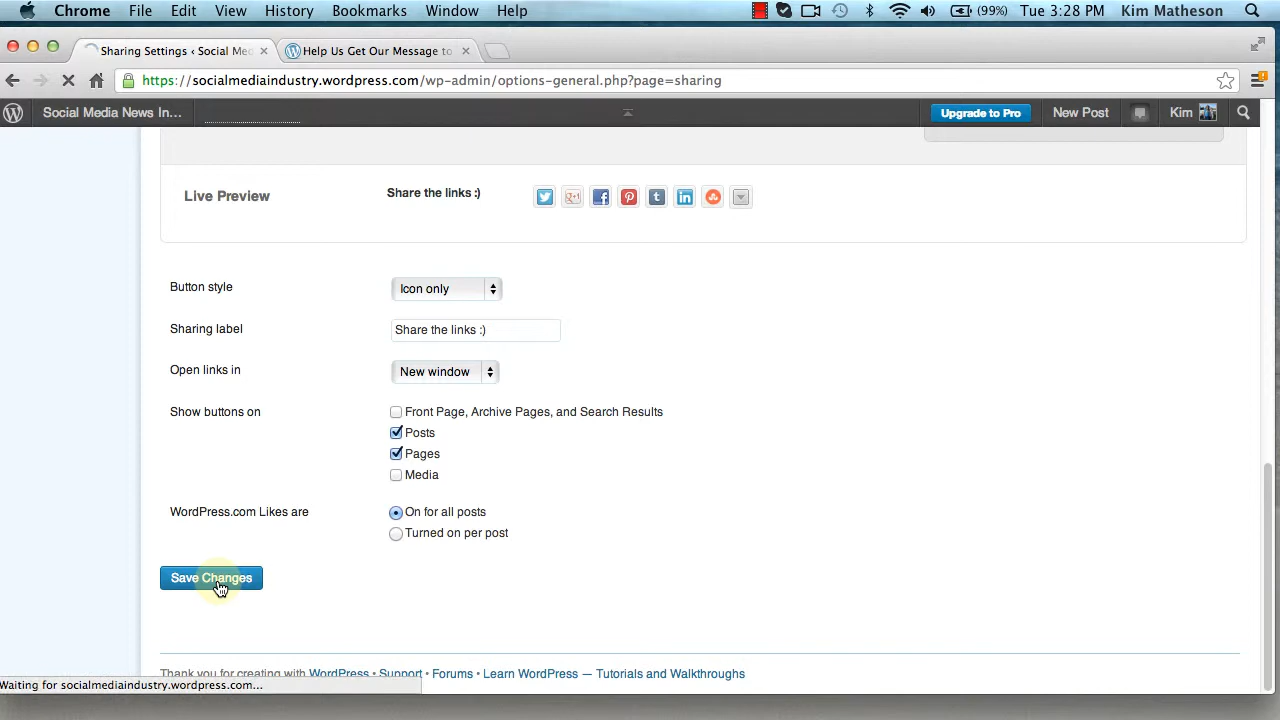 Chrome File Edit View History Bookmarks Window Help (99%) Tue 3:28 PM Kim Matheson
Sharing Settings ‹ Social Me Help Us Get Our Message to
https://socialmediaindustry.wordpress.com/wp-admin/options-general.php?page=sharing
Social Media News In... Upgrade to Pro New Post Kim
Live Preview Share the links :)
Button style Icon only
Sharing label Share the links :)
Open links in New window
Show buttons on Front Page, Archive Pages, and Search Results
Posts
Pages
Media
WordPress.com Likes are On for all posts
Turned on per post
Save Changes
Thank you for creating with WordPress • Support • Forums • Learn WordPress — Tutorials and Walkthroughs
Waiting for socialmediaindustry.wordpress.com...